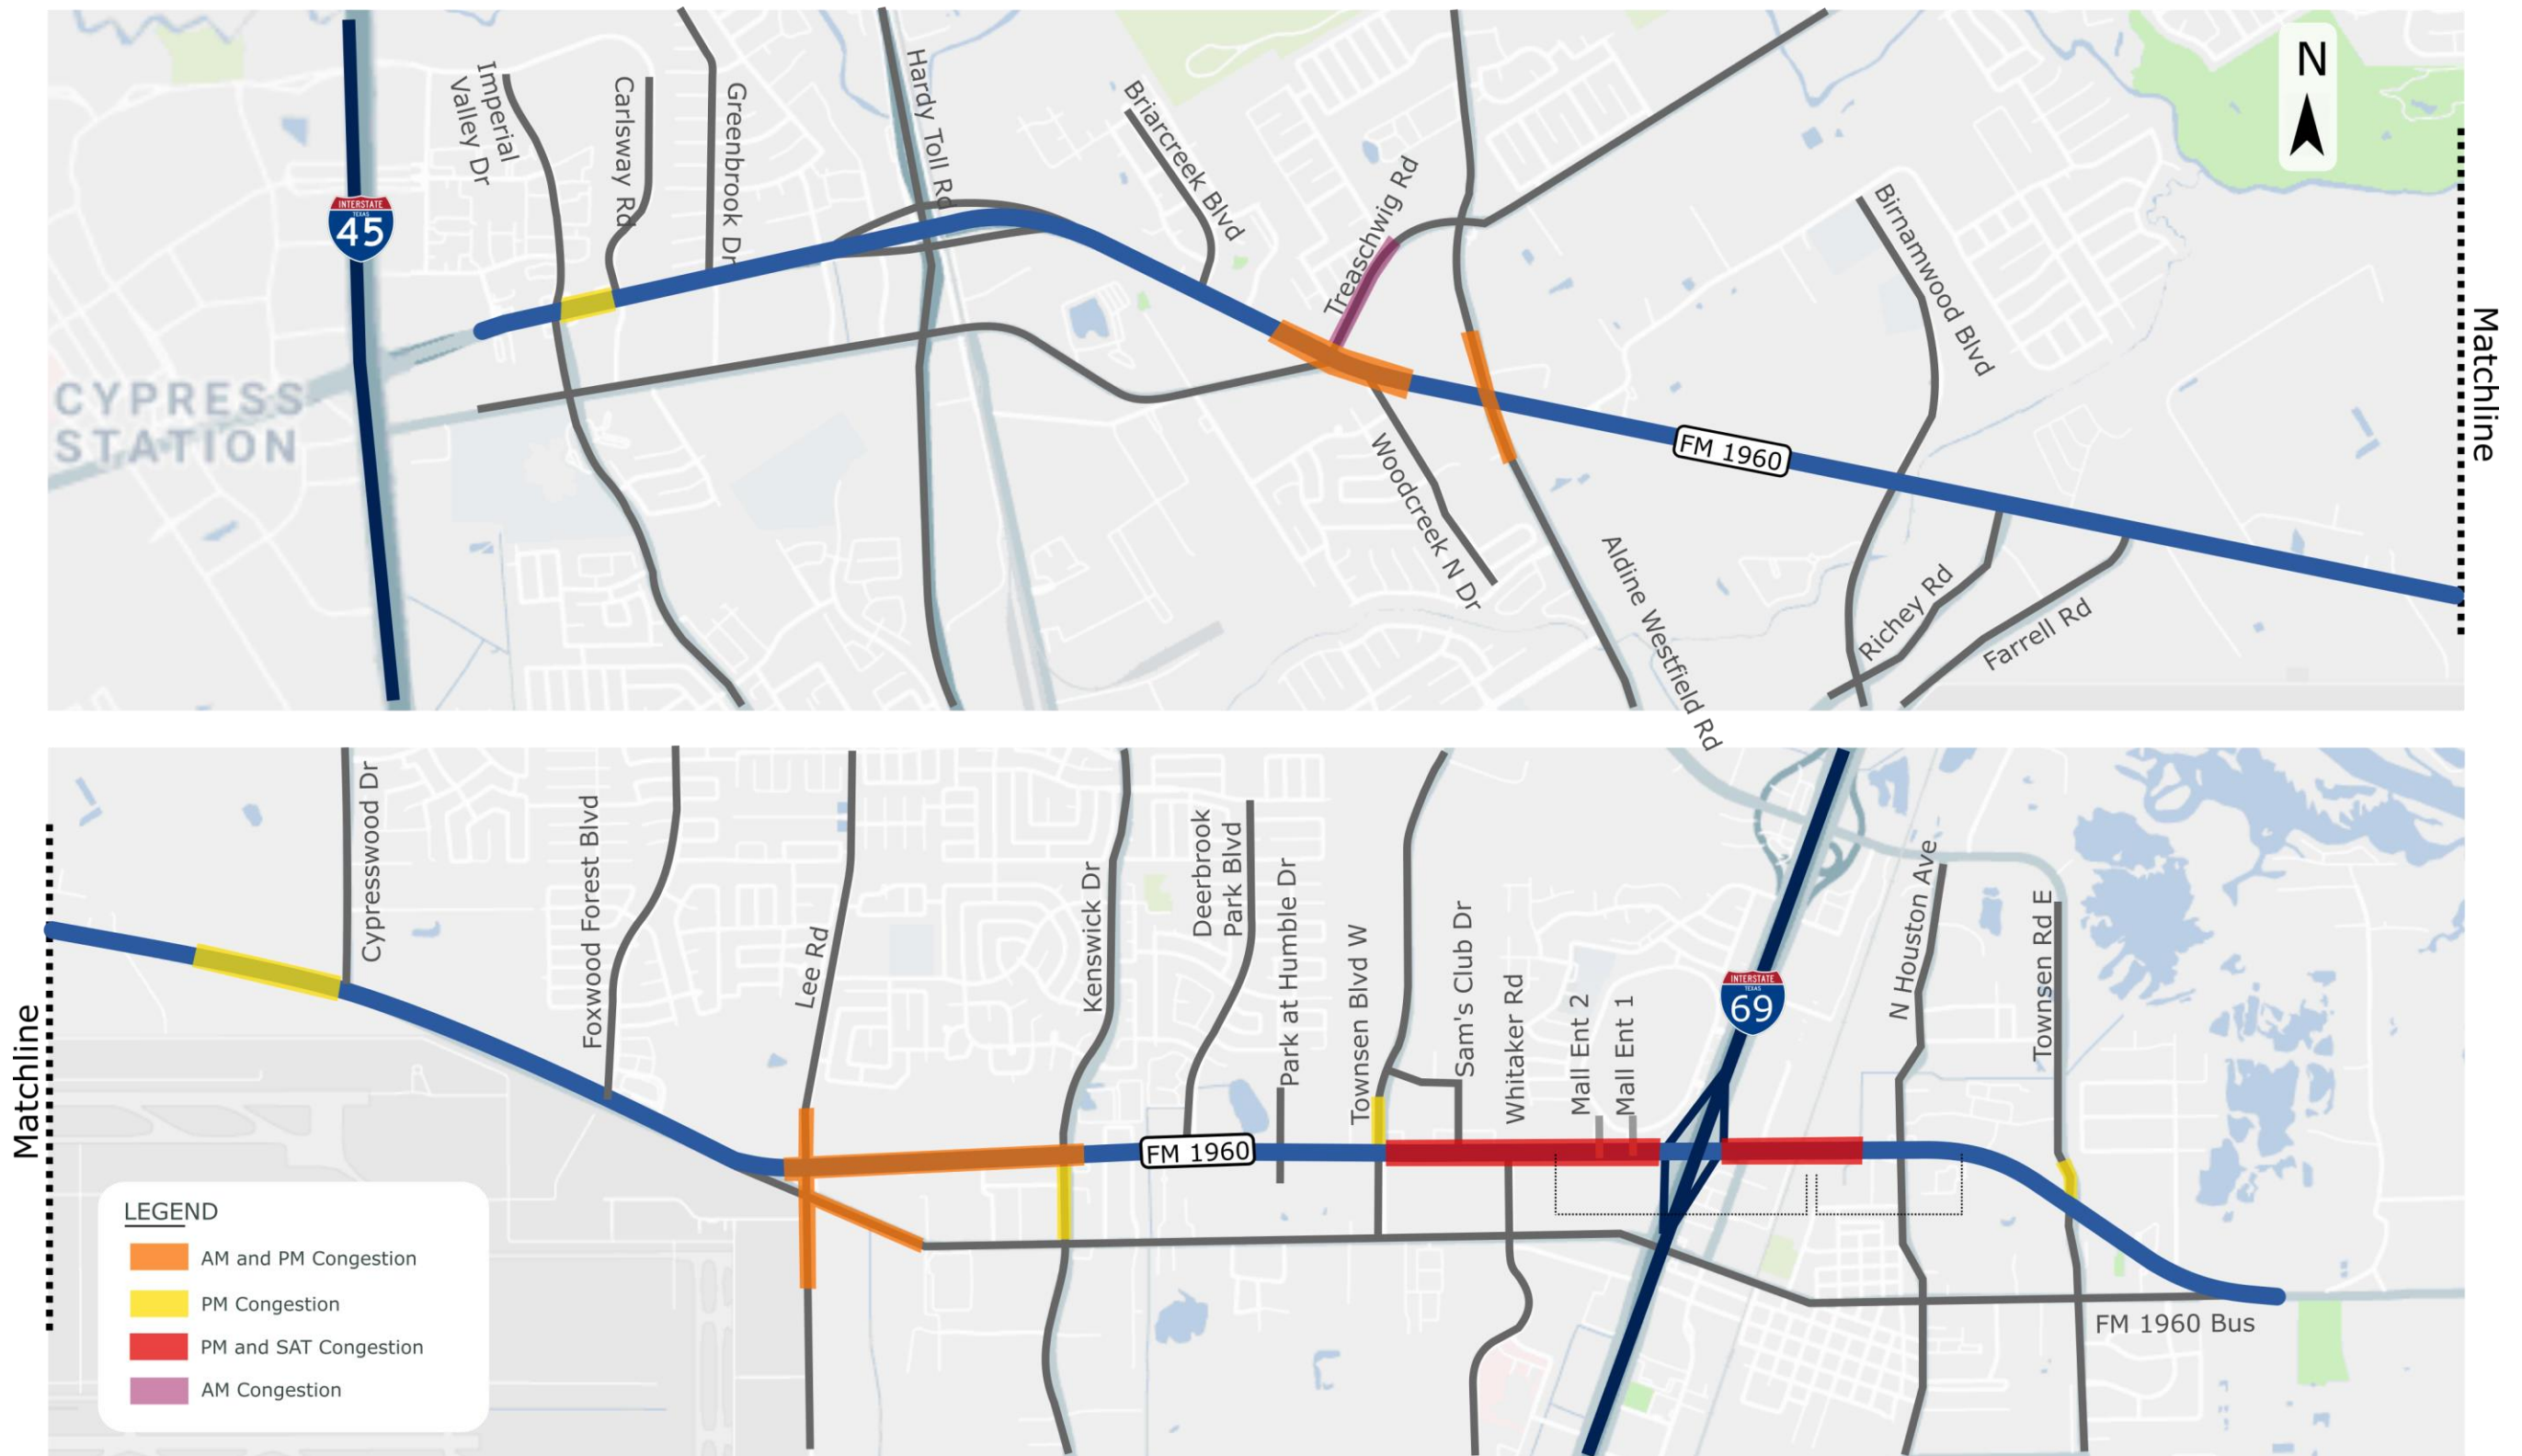 N
Imperial
Valley Dr
Carlsway Rd
Greenbrook Dr
Hardy Toll Rd
Briarcreek Blvd
Treaschwig Rd
Birnamwood Blvd
INTERSTATE
TEXAS
45
CYPRESS
STATION
FM 1960
Woodcreek N Dr
Aldine Westfield Rd
Richey Rd
Farrell Rd
Matchline
Matchline
Cypresswood Dr
Foxwood Forest Blvd
Lee Rd
Kenswick Dr
Deerbrook
Park Blvd
Park at Humble Dr
Townsen Blvd W
Sam's Club Dr
Whitaker Rd
Mall Ent 2
Mall Ent 1
INTERSTATE
TEXAS
69
N Houston Ave
Townsen Rd E
FM 1960
FM 1960 Bus
LEGEND
AM and PM Congestion
PM Congestion
PM and SAT Congestion
AM Congestion